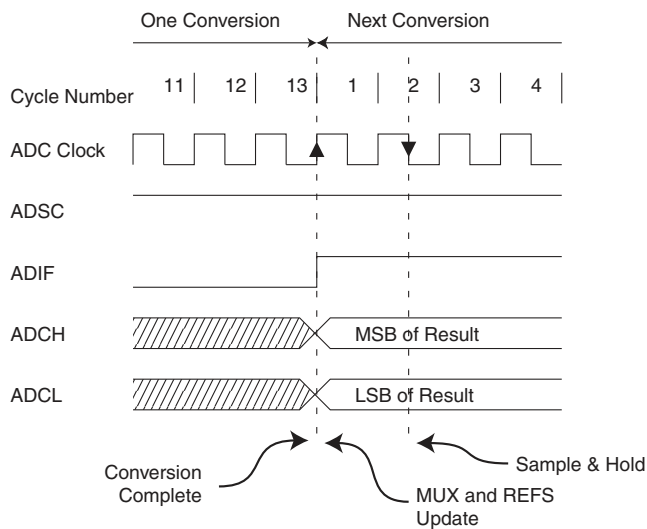 One Conversion Next Conversion
Cycle Number 11 12 13 1 2 3 4
ADC Clock
ADSC
ADIF
ADCH MSB of Result
ADCL LSB of Result
Conversion
Complete
MUX and REFS
Update
Sample & Hold